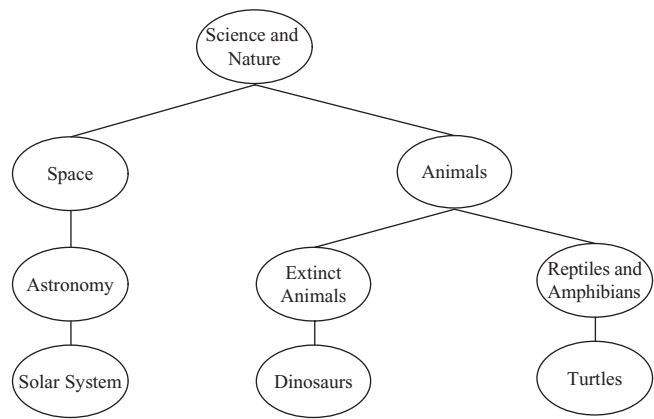 Science and
Nature
Space
Animals
Astronomy
Extinct
Animals
Reptiles and
Amphibians
Solar System
Dinosaurs
Turtles